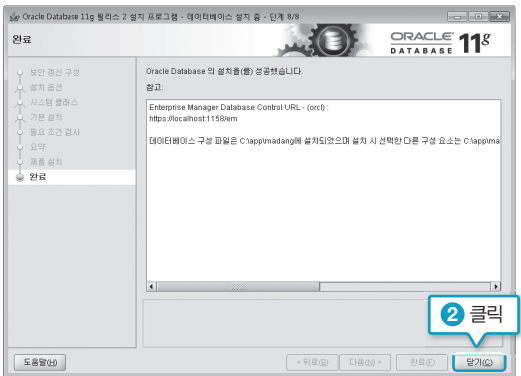 Oracle Database 11g 릴리스 2 설치 프로그램 - 데이터베이스 설치 중 - 단계 8/8
완료
ORACLE
DATABASE
11g
보안 갱신 구성
설치 옵션
시스템 클래스
기본 설치
필요 조건 검사
요약
제품 설치
완료
Oracle Database 의 설치을(를) 성공했습니다.
참고:
Enterprise Manager Database Control URL - (orcl) :
https://localhost:1158/em
데이터베이스 구성 파일은 C:\app\madang에 설치되었으며 설치 시 선택한 다른 구성 요소는 C:\app\ma
2 클릭
도움말(H)
< 뒤로(B)
다음(N) >
완료(F)
닫기(C)